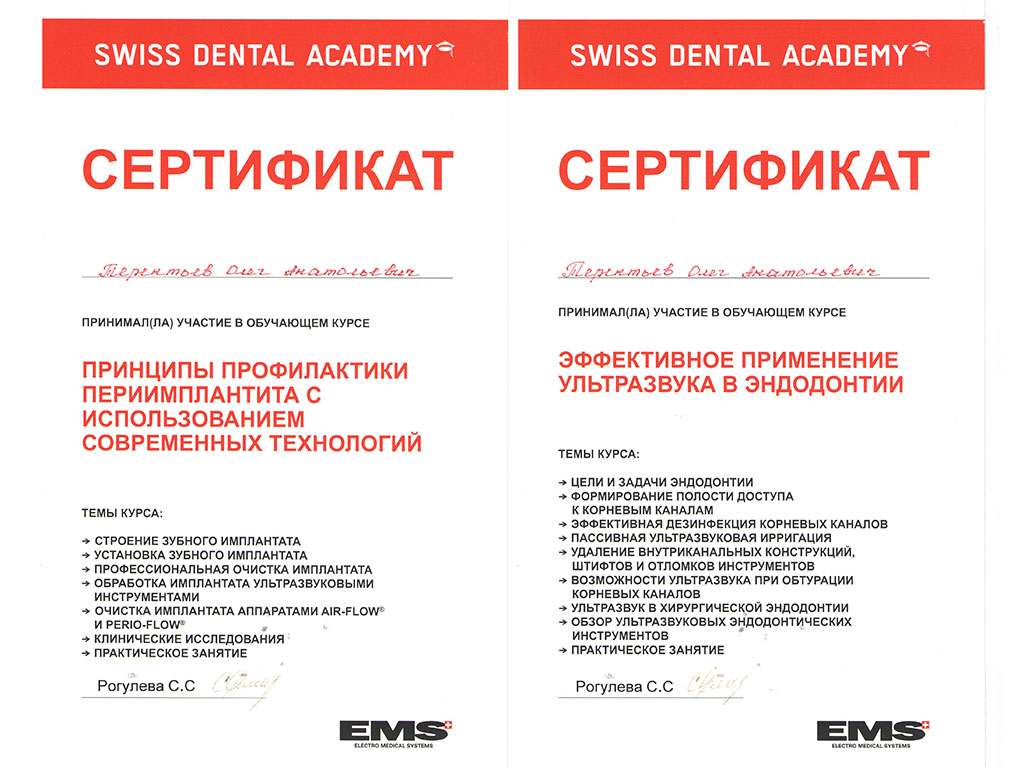 SWISS DENTAL ACADEMY
СЕРТИФИКАТ
Терентьев Олег Анатольевич
ПРИНИМАЛ(ЛА) УЧАСТИЕ В ОБУЧАЮЩЕМ КУРСЕ
ПРИНЦИПЫ ПРОФИЛАКТИКИ
ПЕРИИМПЛАНТИТА С
ИСПОЛЬЗОВАНИЕМ
СОВРЕМЕННЫХ ТЕХНОЛОГИЙ
ТЕМЫ КУРСА:
→ СТРОЕНИЕ ЗУБНОГО ИМПЛАНТАТА
→ УСТАНОВКА ЗУБНОГО ИМПЛАНТАТА
→ ПРОФЕССИОНАЛЬНАЯ ОЧИСТКА ИМПЛАНТАТА
→ ОБРАБОТКА ИМПЛАНТАТА УЛЬТРАЗВУКОВЫМИ
ИНСТРУМЕНТАМИ
→ ОЧИСТКА ИМПЛАНТАТА АППАРАТАМИ AIR-FLOW®
И PERIO-FLOW®
→ КЛИНИЧЕСКИЕ ИССЛЕДОВАНИЯ
→ ПРАКТИЧЕСКОЕ ЗАНЯТИЕ
Рогулева С.С
EMS
ELECTRO MEDICAL SYSTEMS
SWISS DENTAL ACADEMY
СЕРТИФИКАТ
Терентьев Олег Анатольевич
ПРИНИМАЛ(ЛА) УЧАСТИЕ В ОБУЧАЮЩЕМ КУРСЕ
ЭФФЕКТИВНОЕ ПРИМЕНЕНИЕ
УЛЬТРАЗВУКА В ЭНДОДОНТИИ
ТЕМЫ КУРСА:
→ ЦЕЛИ И ЗАДАЧИ ЭНДОДОНТИИ
→ ФОРМИРОВАНИЕ ПОЛОСТИ ДОСТУПА
К КОРНЕВЫМ КАНАЛАМ
→ ЭФФЕКТИВНАЯ ДЕЗИНФЕКЦИЯ КОРНЕВЫХ КАНАЛОВ
→ ПАССИВНАЯ УЛЬТРАЗВУКОВАЯ ИРРИГАЦИЯ
→ УДАЛЕНИЕ ВНУТРИКАНАЛЬНЫХ КОНСТРУКЦИЙ,
ШТИФТОВ И ОТЛОМКОВ ИНСТРУМЕНТОВ
→ ВОЗМОЖНОСТИ УЛЬТРАЗВУКА ПРИ ОБТУРАЦИИ
КОРНЕВЫХ КАНАЛОВ
→ УЛЬТРАЗВУК В ХИРУРГИЧЕСКОЙ ЭНДОДОНТИИ
→ ОБЗОР УЛЬТРАЗВУКОВЫХ ЭНДОДОНТИЧЕСКИХ
ИНСТРУМЕНТОВ
→ ПРАКТИЧЕСКОЕ ЗАНЯТИЕ
Рогулева С.С
EMS
ELECTRO MEDICAL SYSTEMS